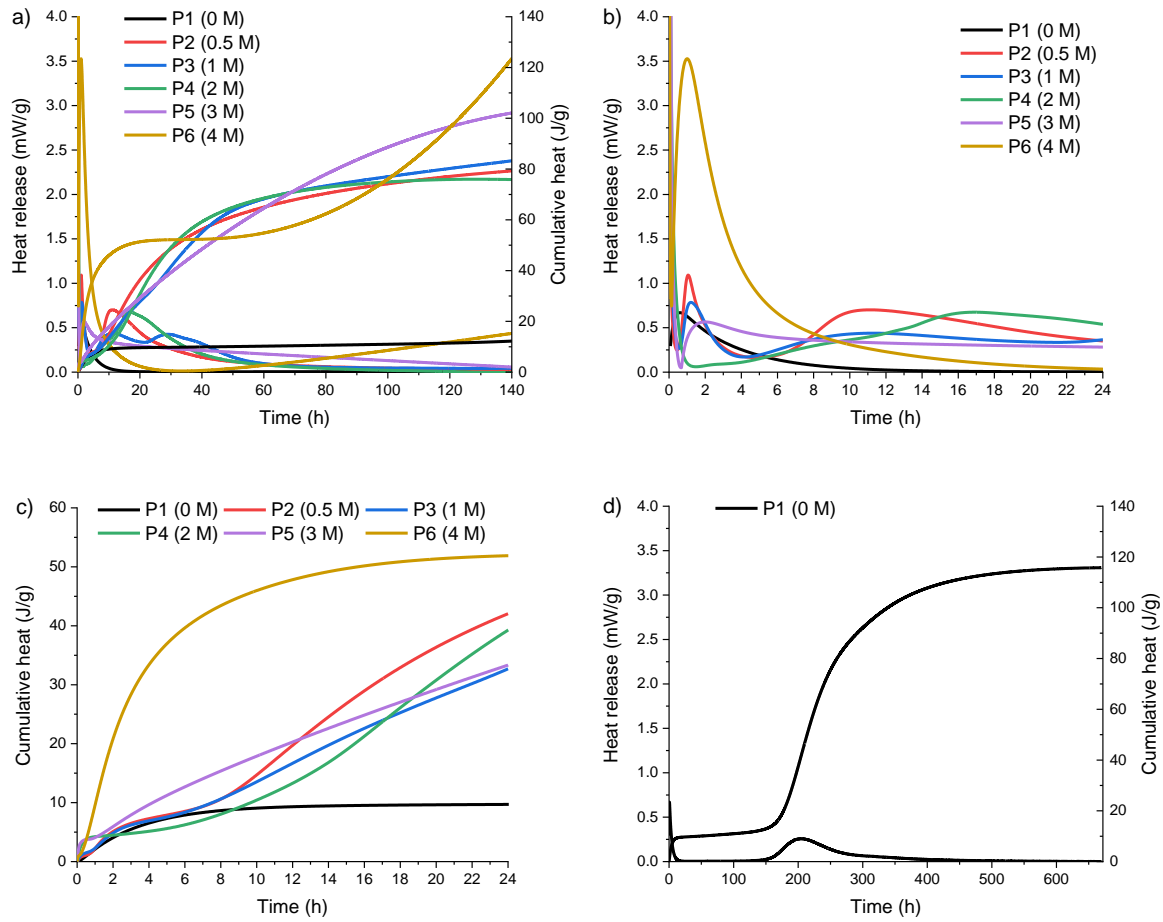 a)
P1 (0 M)
P2 (0.5 M)
P3 (1 M)
P4 (2 M)
P5 (3 M)
P6 (4 M)
4.0
3.5
3.0
2.5
2.0
1.5
1.0
0.5
0.0
Heat release (mW/g)
140
120
100
80
60
40
20
0
Cumulative heat (J/g)
0 20 40 60 80 100 120 140
Time (h)
b)
P1 (0 M)
P2 (0.5 M)
P3 (1 M)
P4 (2 M)
P5 (3 M)
P6 (4 M)
4.0
3.5
3.0
2.5
2.0
1.5
1.0
0.5
0.0
Heat release (mW/g)
0 2 4 6 8 10 12 14 16 18 20 22 24
Time (h)
c)
P1 (0 M) P2 (0.5 M) P3 (1 M)
P4 (2 M) P5 (3 M) P6 (4 M)
60
50
40
30
20
10
0
Cumulative heat (J/g)
0 2 4 6 8 10 12 14 16 18 20 22 24
Time (h)
d)
P1 (0 M)
4.0
3.5
3.0
2.5
2.0
1.5
1.0
0.5
0.0
Heat release (mW/g)
140
120
100
80
60
40
20
0
Cumulative heat (J/g)
0 100 200 300 400 500 600
Time (h)